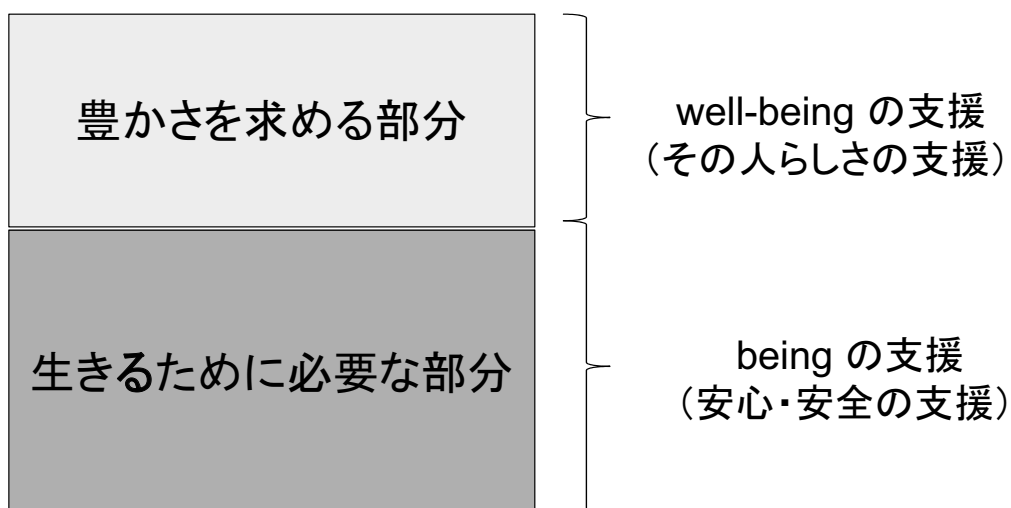 豊かさを求める部分
well-being の支援
（その人らしさの支援）
生きるために必要な部分
being の支援
（安心・安全の支援）